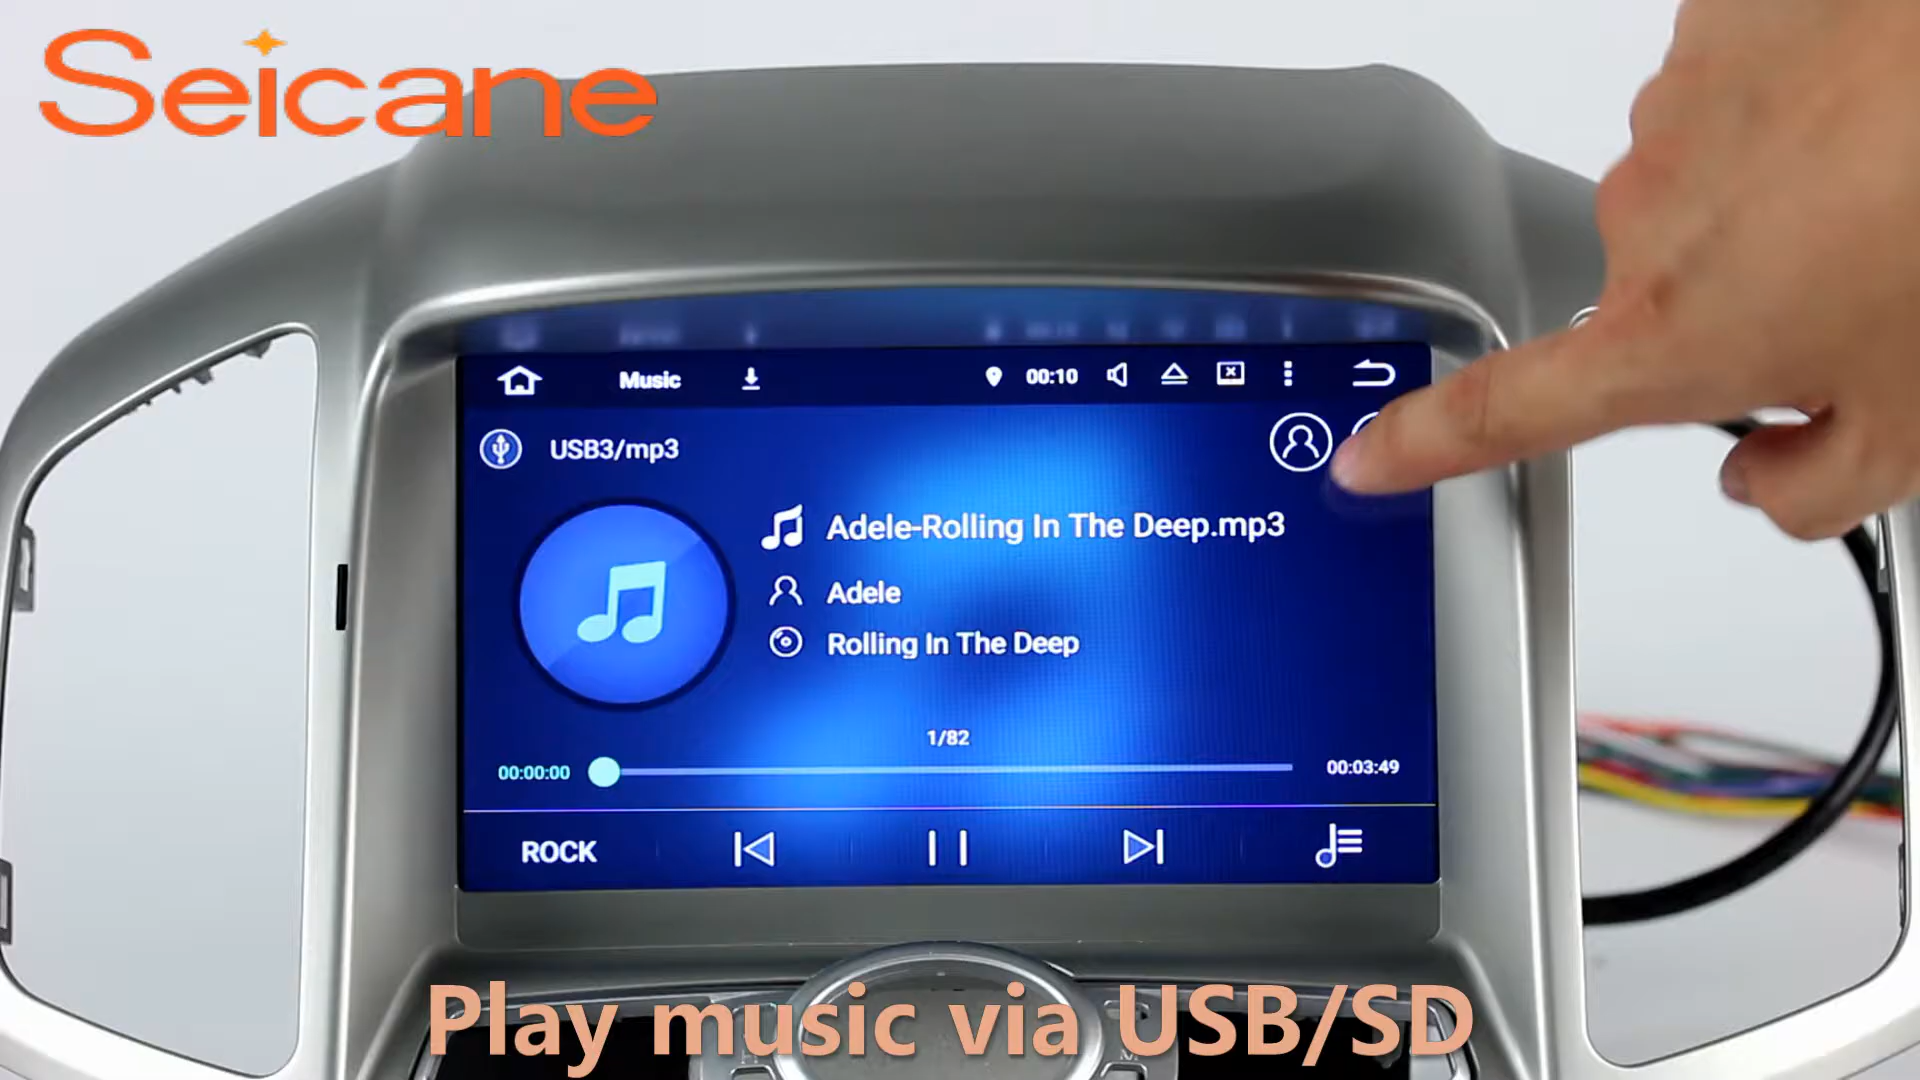 Seicane
Music
00:10
USB3/mp3
Adele-Rolling In The Deep.mp3
Adele
Rolling In The Deep
1/82
00:00:00
00:03:49
ROCK
Play music via USB/SD